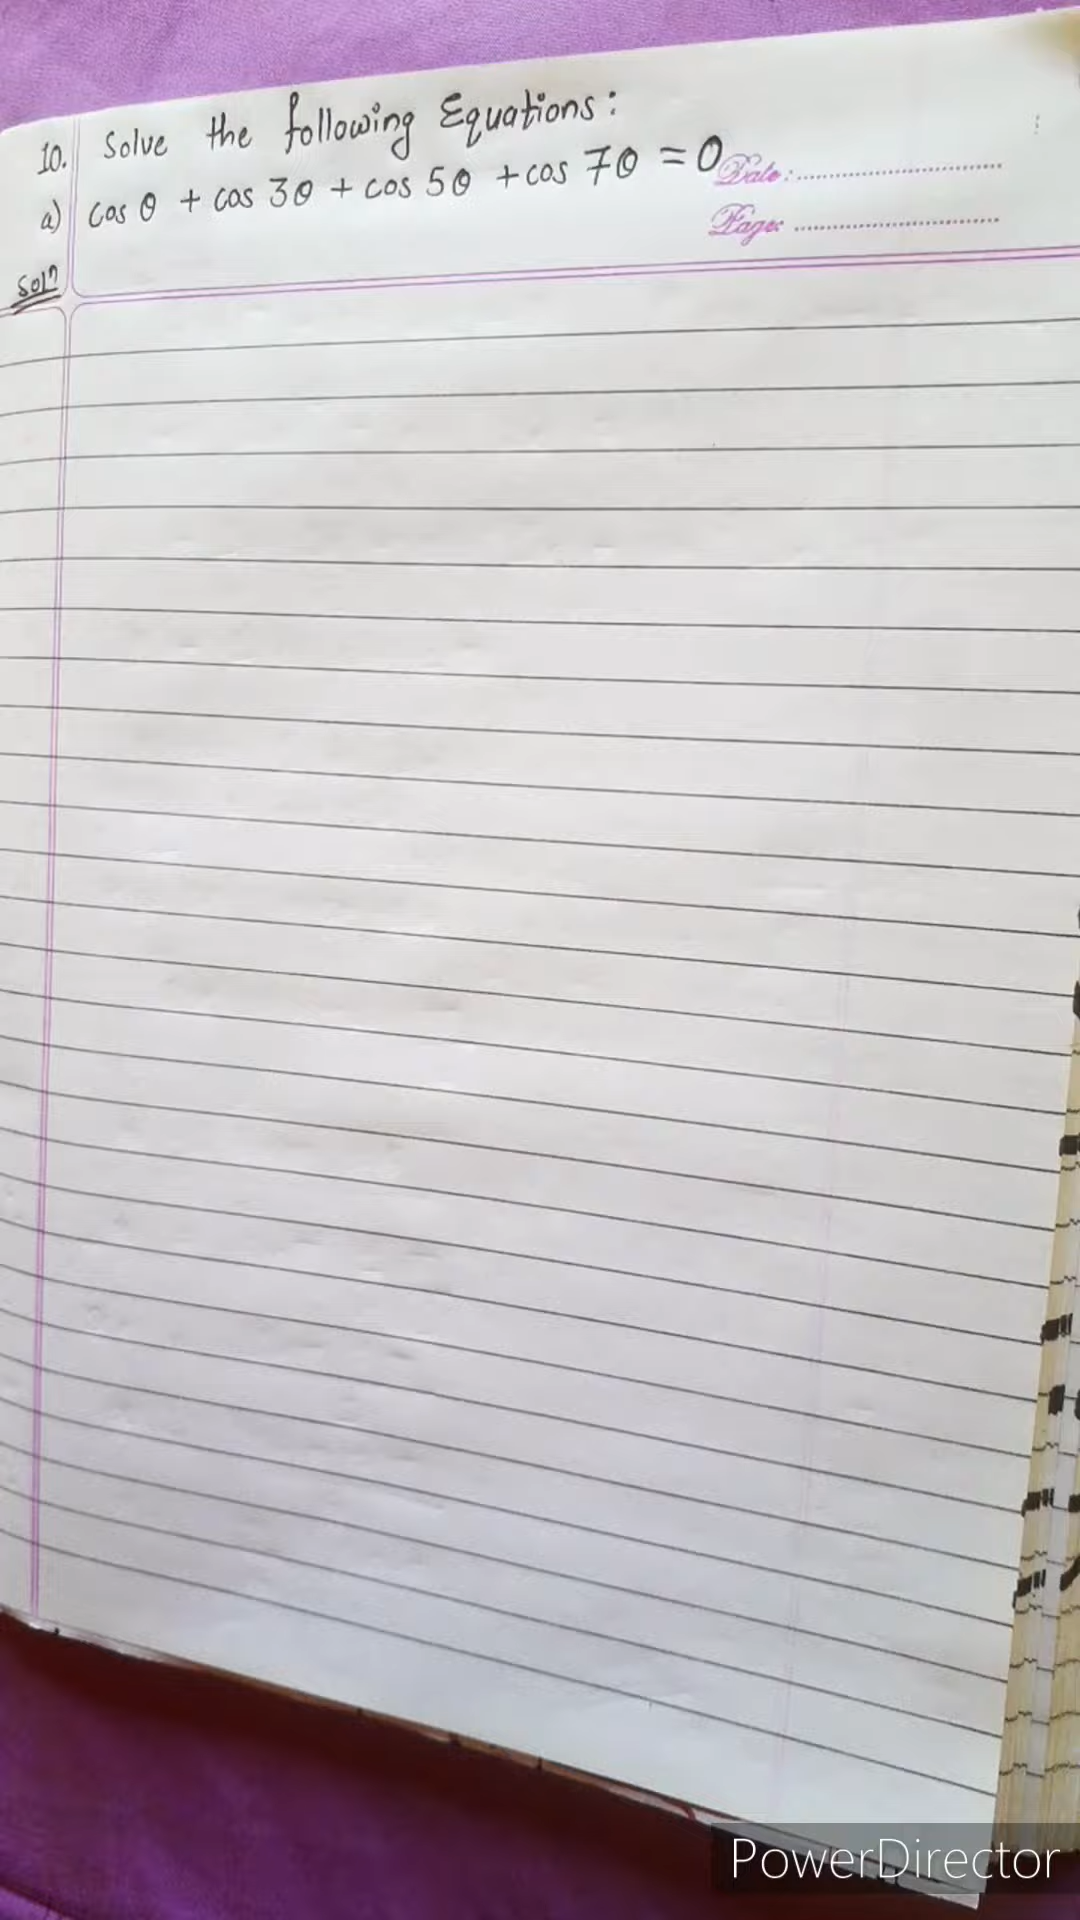 10. Solve the following Equations:
a) cos θ + cos 3θ + cos 5θ + cos 7θ = 0
Date:
Page:
Solⁿ
PowerDirector